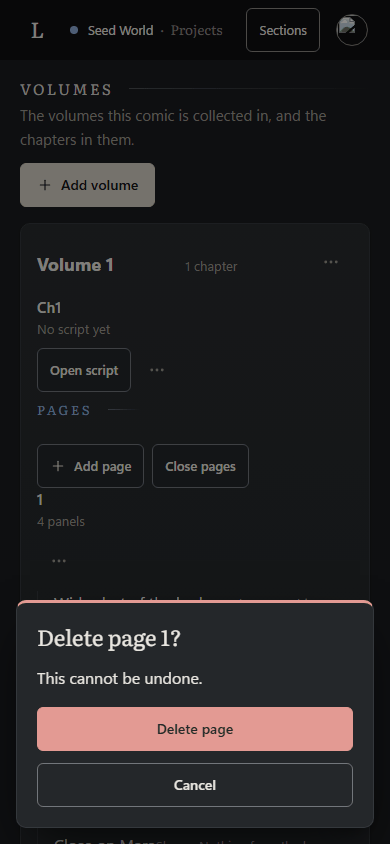 L
Seed World · Projects
Sections
VOLUMES
The volumes this comic is collected in, and the
chapters in them.
+ Add volume
Volume 1
1 chapter
...
Ch1
No script yet
Open script
...
PAGES
+ Add page
Close pages
1
4 panels
...
Delete page 1?
This cannot be undone.
Delete page
Cancel